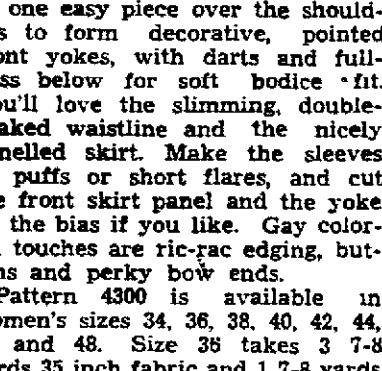 one easy piece over the should-
s to form decorative, pointed
ont yokes, with darts and full-
ss below for soft bodice fit.
ou'll love the slimming, double-
aked waistline and the nicely
nelled skirt. Make the sleeves
puffs or short flares, and cut
e front skirt panel and the yoke
the bias if you like. Gay color-
touches are ric-rac edging, but-
ns and perky bow ends.
Pattern 4300 is available in
omen's sizes 34, 36, 38, 40, 42, 44,
and 48. Size 36 takes 3 7-8
rds 35 inch fabric and 1 7-8 yards